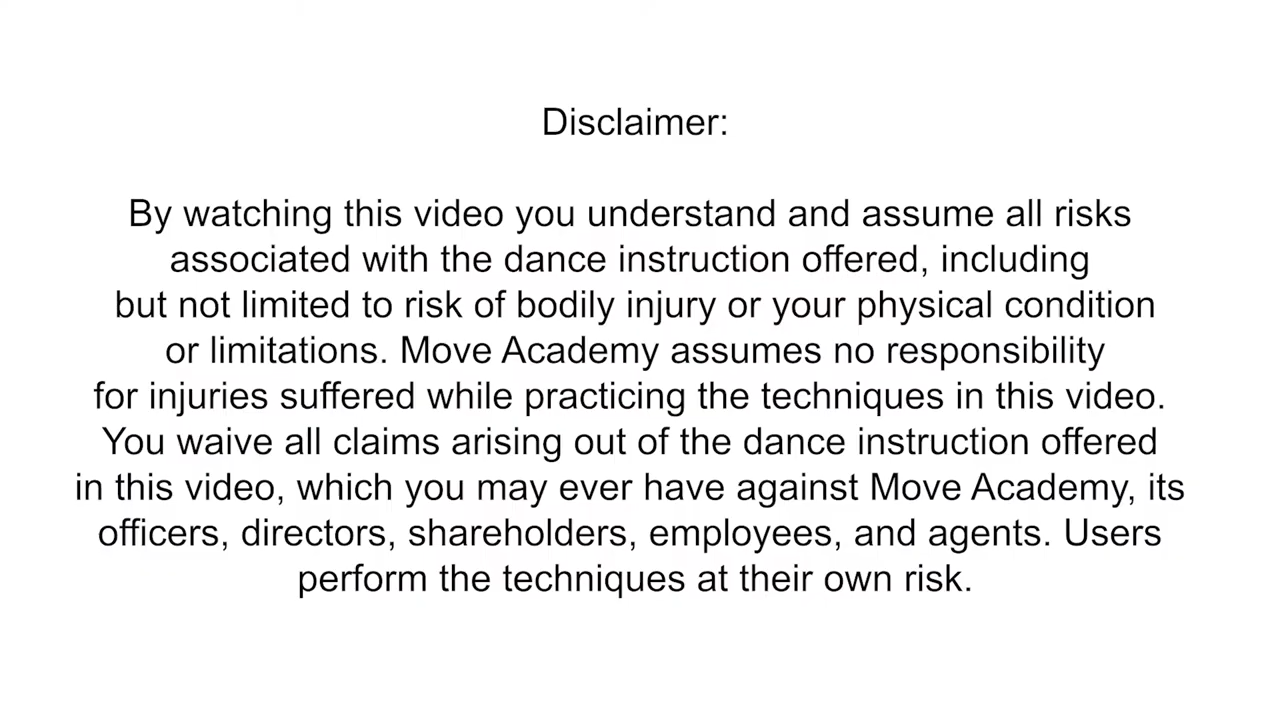 Disclaimer:
By watching this video you understand and assume all risks
associated with the dance instruction offered, including
but not limited to risk of bodily injury or your physical condition
or limitations. Move Academy assumes no responsibility
for injuries suffered while practicing the techniques in this video.
You waive all claims arising out of the dance instruction offered
in this video, which you may ever have against Move Academy, its
officers, directors, shareholders, employees, and agents. Users
perform the techniques at their own risk.